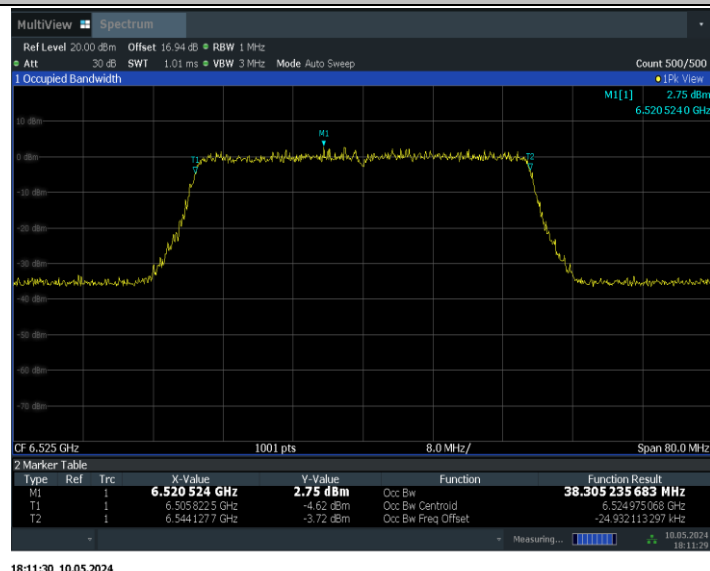 MultiView Spectrum
Ref Level 20.00 dBm Offset 16.94 dB RBW 1 MHz
Att 30 dB SWT 1.01 ms VBW 3 MHz Mode Auto Sweep Count 500/500
1 Occupied Bandwidth 1Pk View
M1[1] 2.75 dBm
6.520 524 0 GHz
10 dBm
M1
0 dBm
T1 T2
-10 dBm
-20 dBm
-30 dBm
-40 dBm
-50 dBm
-60 dBm
-70 dBm
CF 6.525 GHz 1001 pts 8.0 MHz/ Span 80.0 MHz
2 Marker Table
Type Ref Trc X-Value Y-Value Function Function Result
M1 1 6.520 524 GHz 2.75 dBm Occ Bw 38.305 235 683 MHz
T1 1 6.505 822 5 GHz -4.62 dBm Occ Bw Centroid 6.524 975 068 GHz
T2 1 6.544 127 7 GHz -3.72 dBm Occ Bw Freq Offset -24.932 113 297 kHz
Measuring... 10.05.2024
18:11:29
18:11:30 10.05.2024